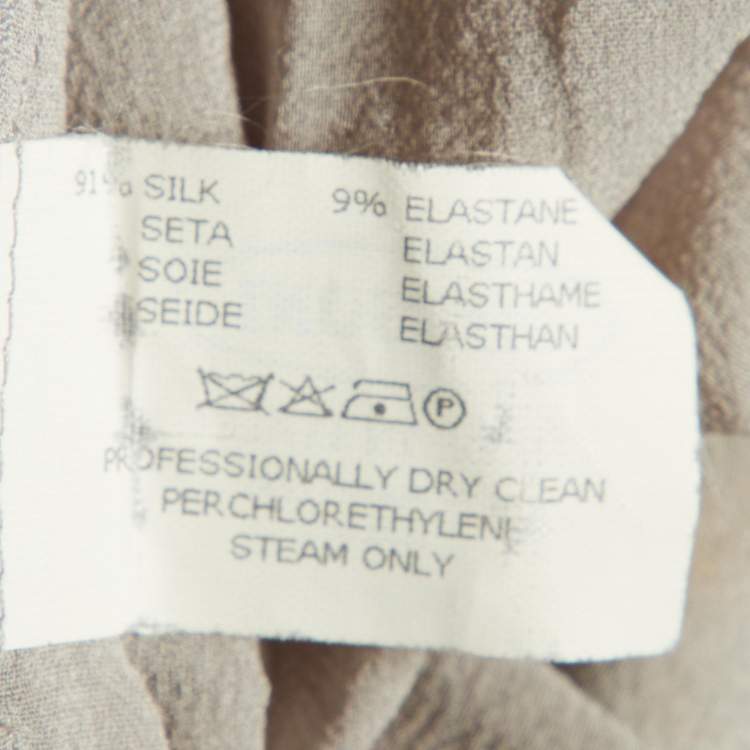 91% SILK 9% ELASTANE
SETA ELASTAN
SOIE ELASTHAME
SEIDE ELASTHAN
P
PROFESSIONALLY DRY CLEAN
PERCHLORETHYLENE
STEAM ONLY